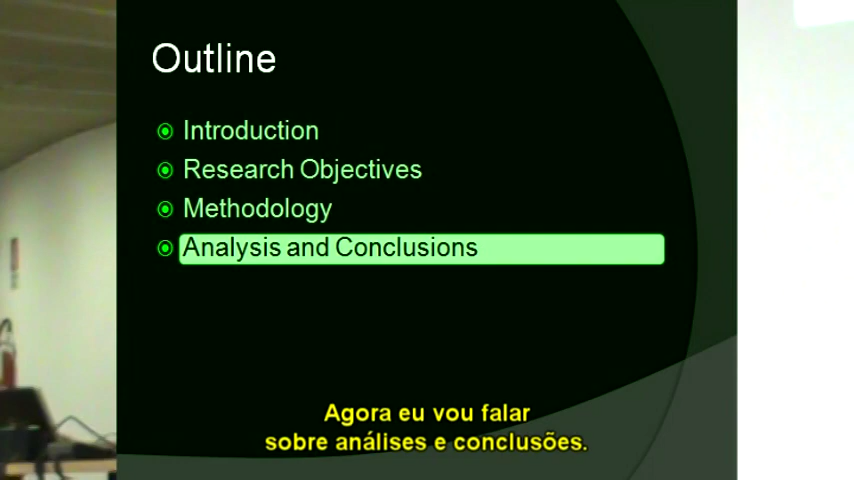 Outline
Introduction
Research Objectives
Methodology
Analysis and Conclusions
Agora eu vou falar
sobre análises e conclusões.